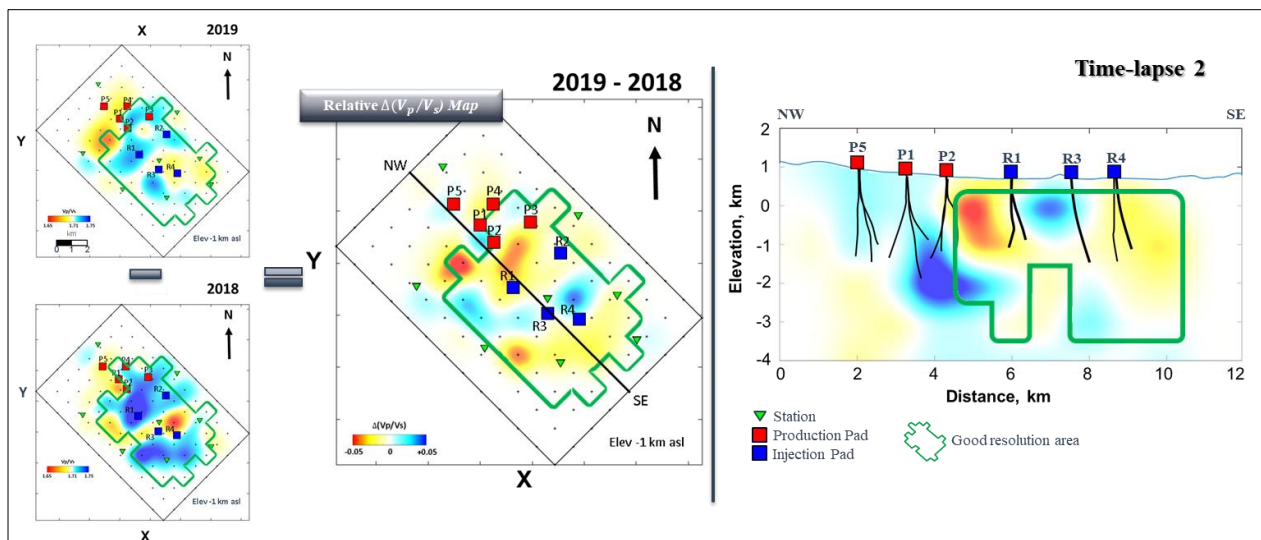 X
2019
N
P5
P4
P1
P3
P2
R2
Y
R1
R3
R4
Vp/Vs
1.65 1.71 1.75
km
0 1 2
Elev -1 km asl
2018
N
P5
P4
P3
R2
Y
R1
R3
R4
Vp/Vs
1.65 1.71 1.75
Elev -1 km asl
X
Relative Δ(Vp/Vs) Map
2019 - 2018
N
NW
P5
P4
P1
P3
P2
R2
Y
R1
R3
R4
SE
Δ(Vp/Vs)
-0.05 0 +0.05
Elev -1 km asl
X
Time-lapse 2
NW
SE
P5 P1 P2 R1 R3 R4
2
1
0
-1
-2
-3
-4
Elevation, km
0 2 4 6 8 10 12
Distance, km
Station
Production Pad
Injection Pad
Good resolution area